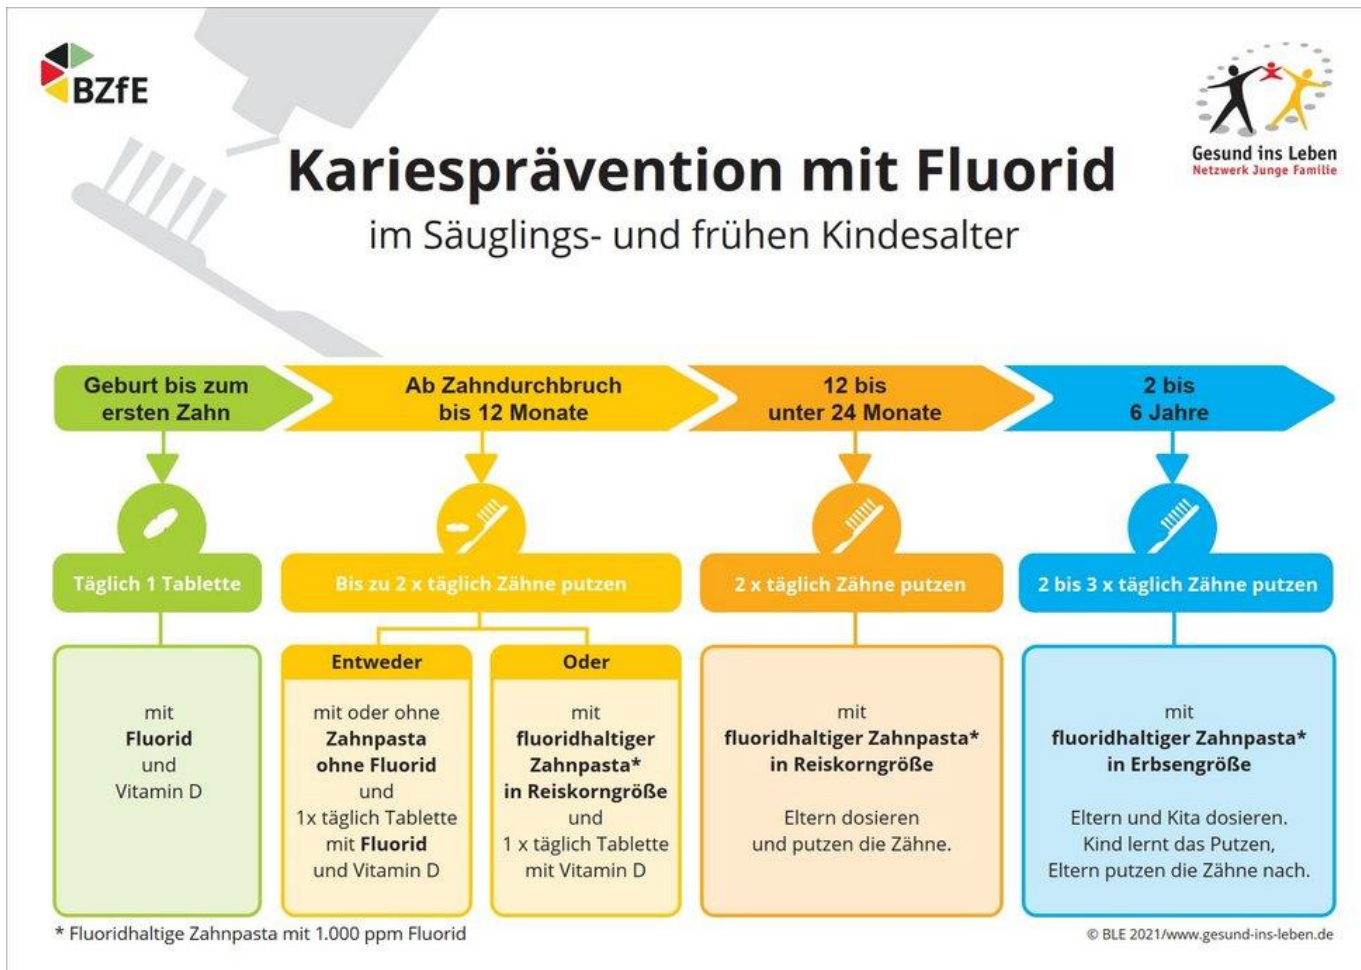 BZfE
Gesund ins Leben
Netzwerk Junge Familie
Kariesprävention mit Fluorid
im Säuglings- und frühen Kindesalter
Geburt bis zum
ersten Zahn
Ab Zahndurchbruch
bis 12 Monate
12 bis
unter 24 Monate
2 bis
6 Jahre
Täglich 1 Tablette
Bis zu 2 x täglich Zähne putzen
2 x täglich Zähne putzen
2 bis 3 x täglich Zähne putzen
mit
Fluorid
und
Vitamin D
Entweder
mit oder ohne
Zahnpasta
ohne Fluorid
und
1x täglich Tablette
mit Fluorid
und Vitamin D
Oder
mit
fluoridhaltiger
Zahnpasta*
in Reiskorngröße
und
1 x täglich Tablette
mit Vitamin D
mit
fluoridhaltiger Zahnpasta*
in Reiskorngröße
Eltern dosieren
und putzen die Zähne.
mit
fluoridhaltiger Zahnpasta*
in Erbsengröße
Eltern und Kita dosieren.
Kind lernt das Putzen,
Eltern putzen die Zähne nach.
* Fluoridhaltige Zahnpasta mit 1.000 ppm Fluorid
© BLE 2021/www.gesund-ins-leben.de